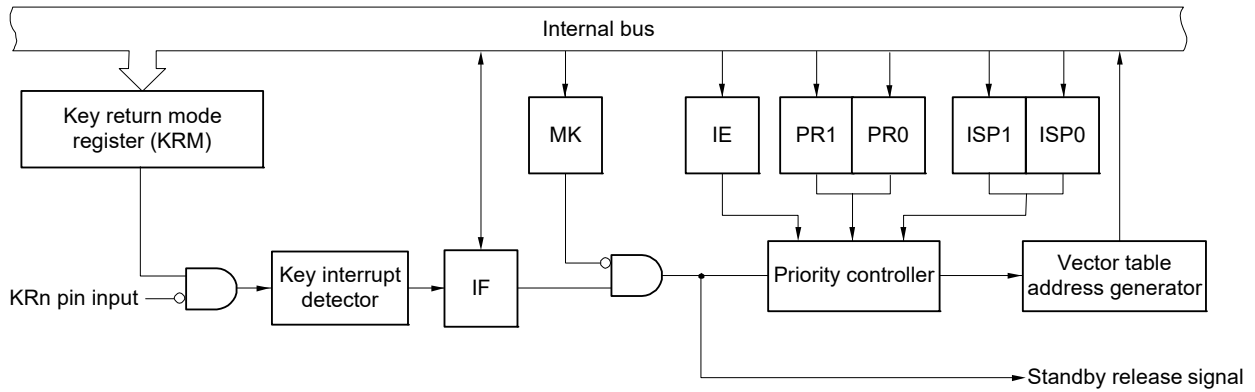 Internal bus
Key return mode
register (KRM)
MK
IE
PR1
PR0
ISP1
ISP0
KRn pin input
Key interrupt
detector
IF
Priority controller
Vector table
address generator
Standby release signal